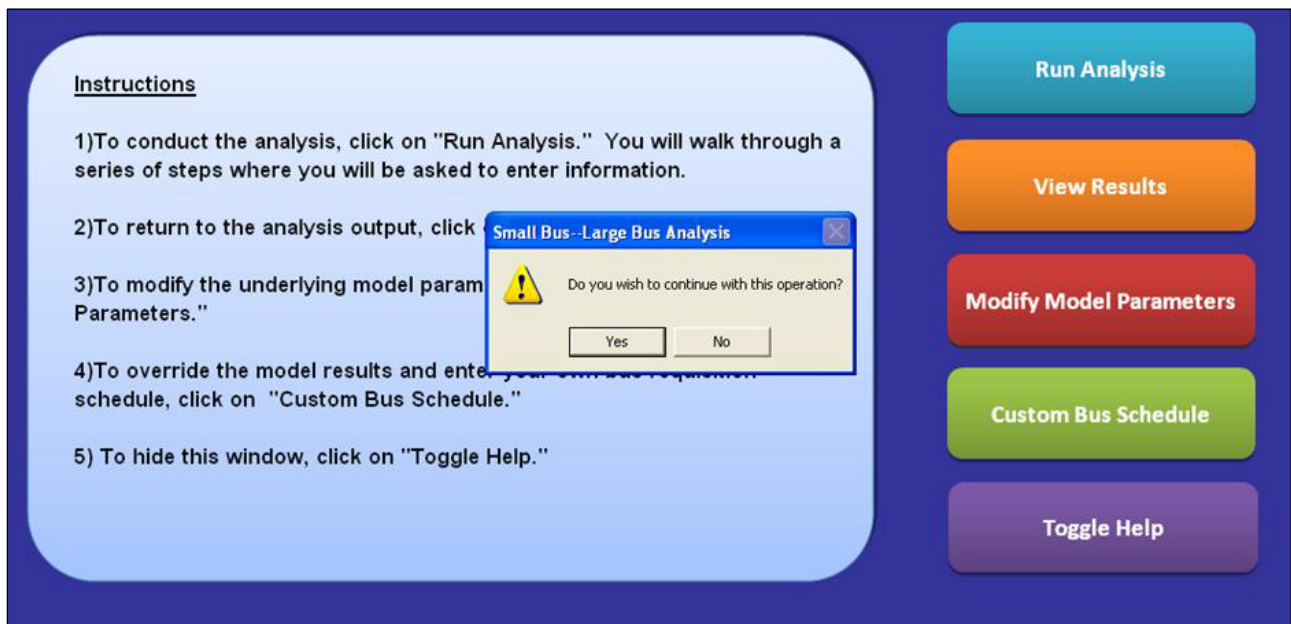 Instructions
1)To conduct the analysis, click on "Run Analysis." You will walk through a
series of steps where you will be asked to enter information.
2)To return to the analysis output, click
3)To modify the underlying model param
Parameters."
4)To override the model results and enter your own bus requisition
schedule, click on "Custom Bus Schedule."
5) To hide this window, click on "Toggle Help."
Small Bus--Large Bus Analysis
Do you wish to continue with this operation?
Yes No
Run Analysis
View Results
Modify Model Parameters
Custom Bus Schedule
Toggle Help